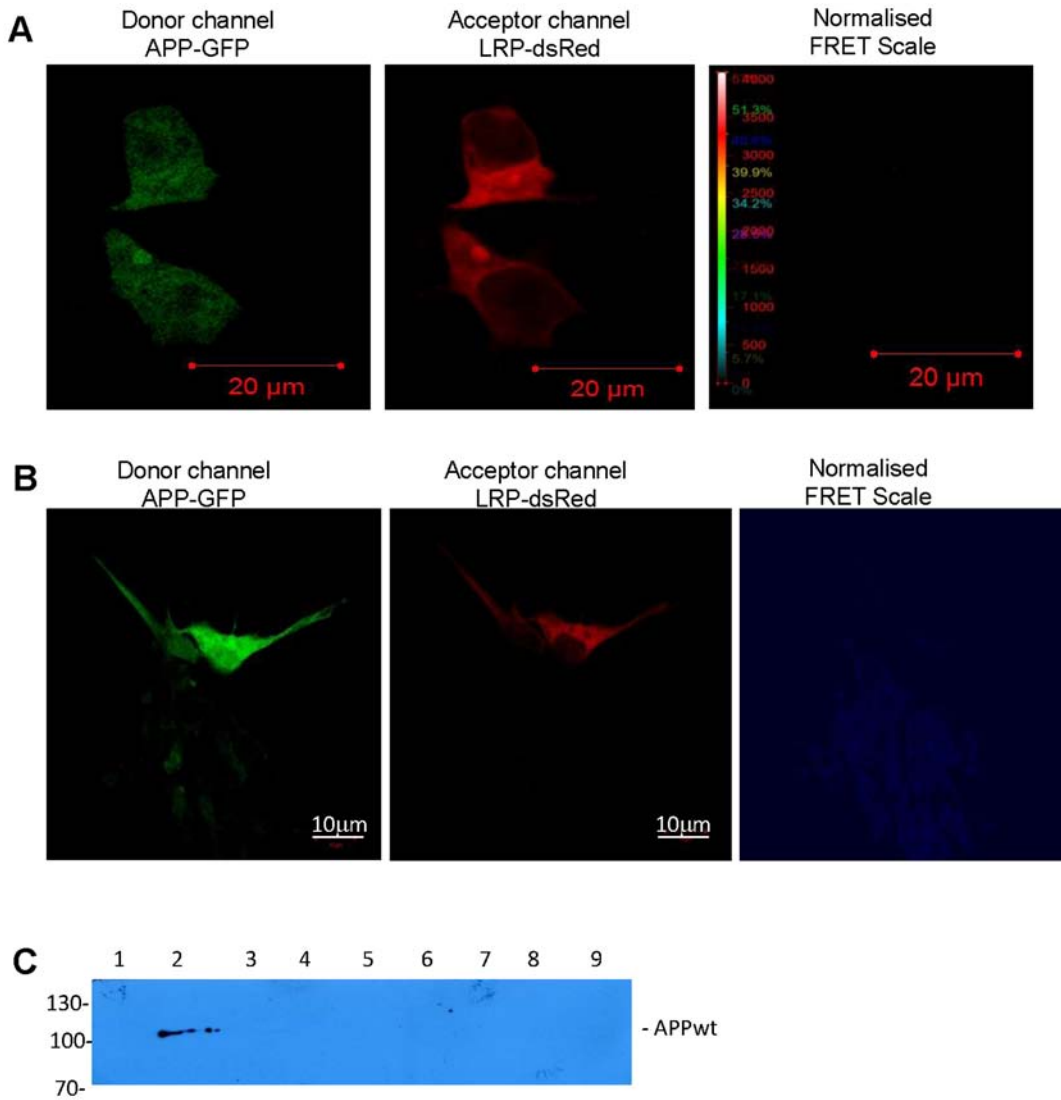 A
Donor channel
APP-GFP
Acceptor channel
LRP-dsRed
Normalised
FRET Scale
51.3%
3500
3000
39.9%
2500
34.2%
2000
1500
17.1%
1000
500
5.7%
0
0%
20 µm
20 µm
20 µm
B
Donor channel
APP-GFP
Acceptor channel
LRP-dsRed
Normalised
FRET Scale
10µm
10µm
C
1 2 3 4 5 6 7 8 9
130-
100-
70-
- APPwt